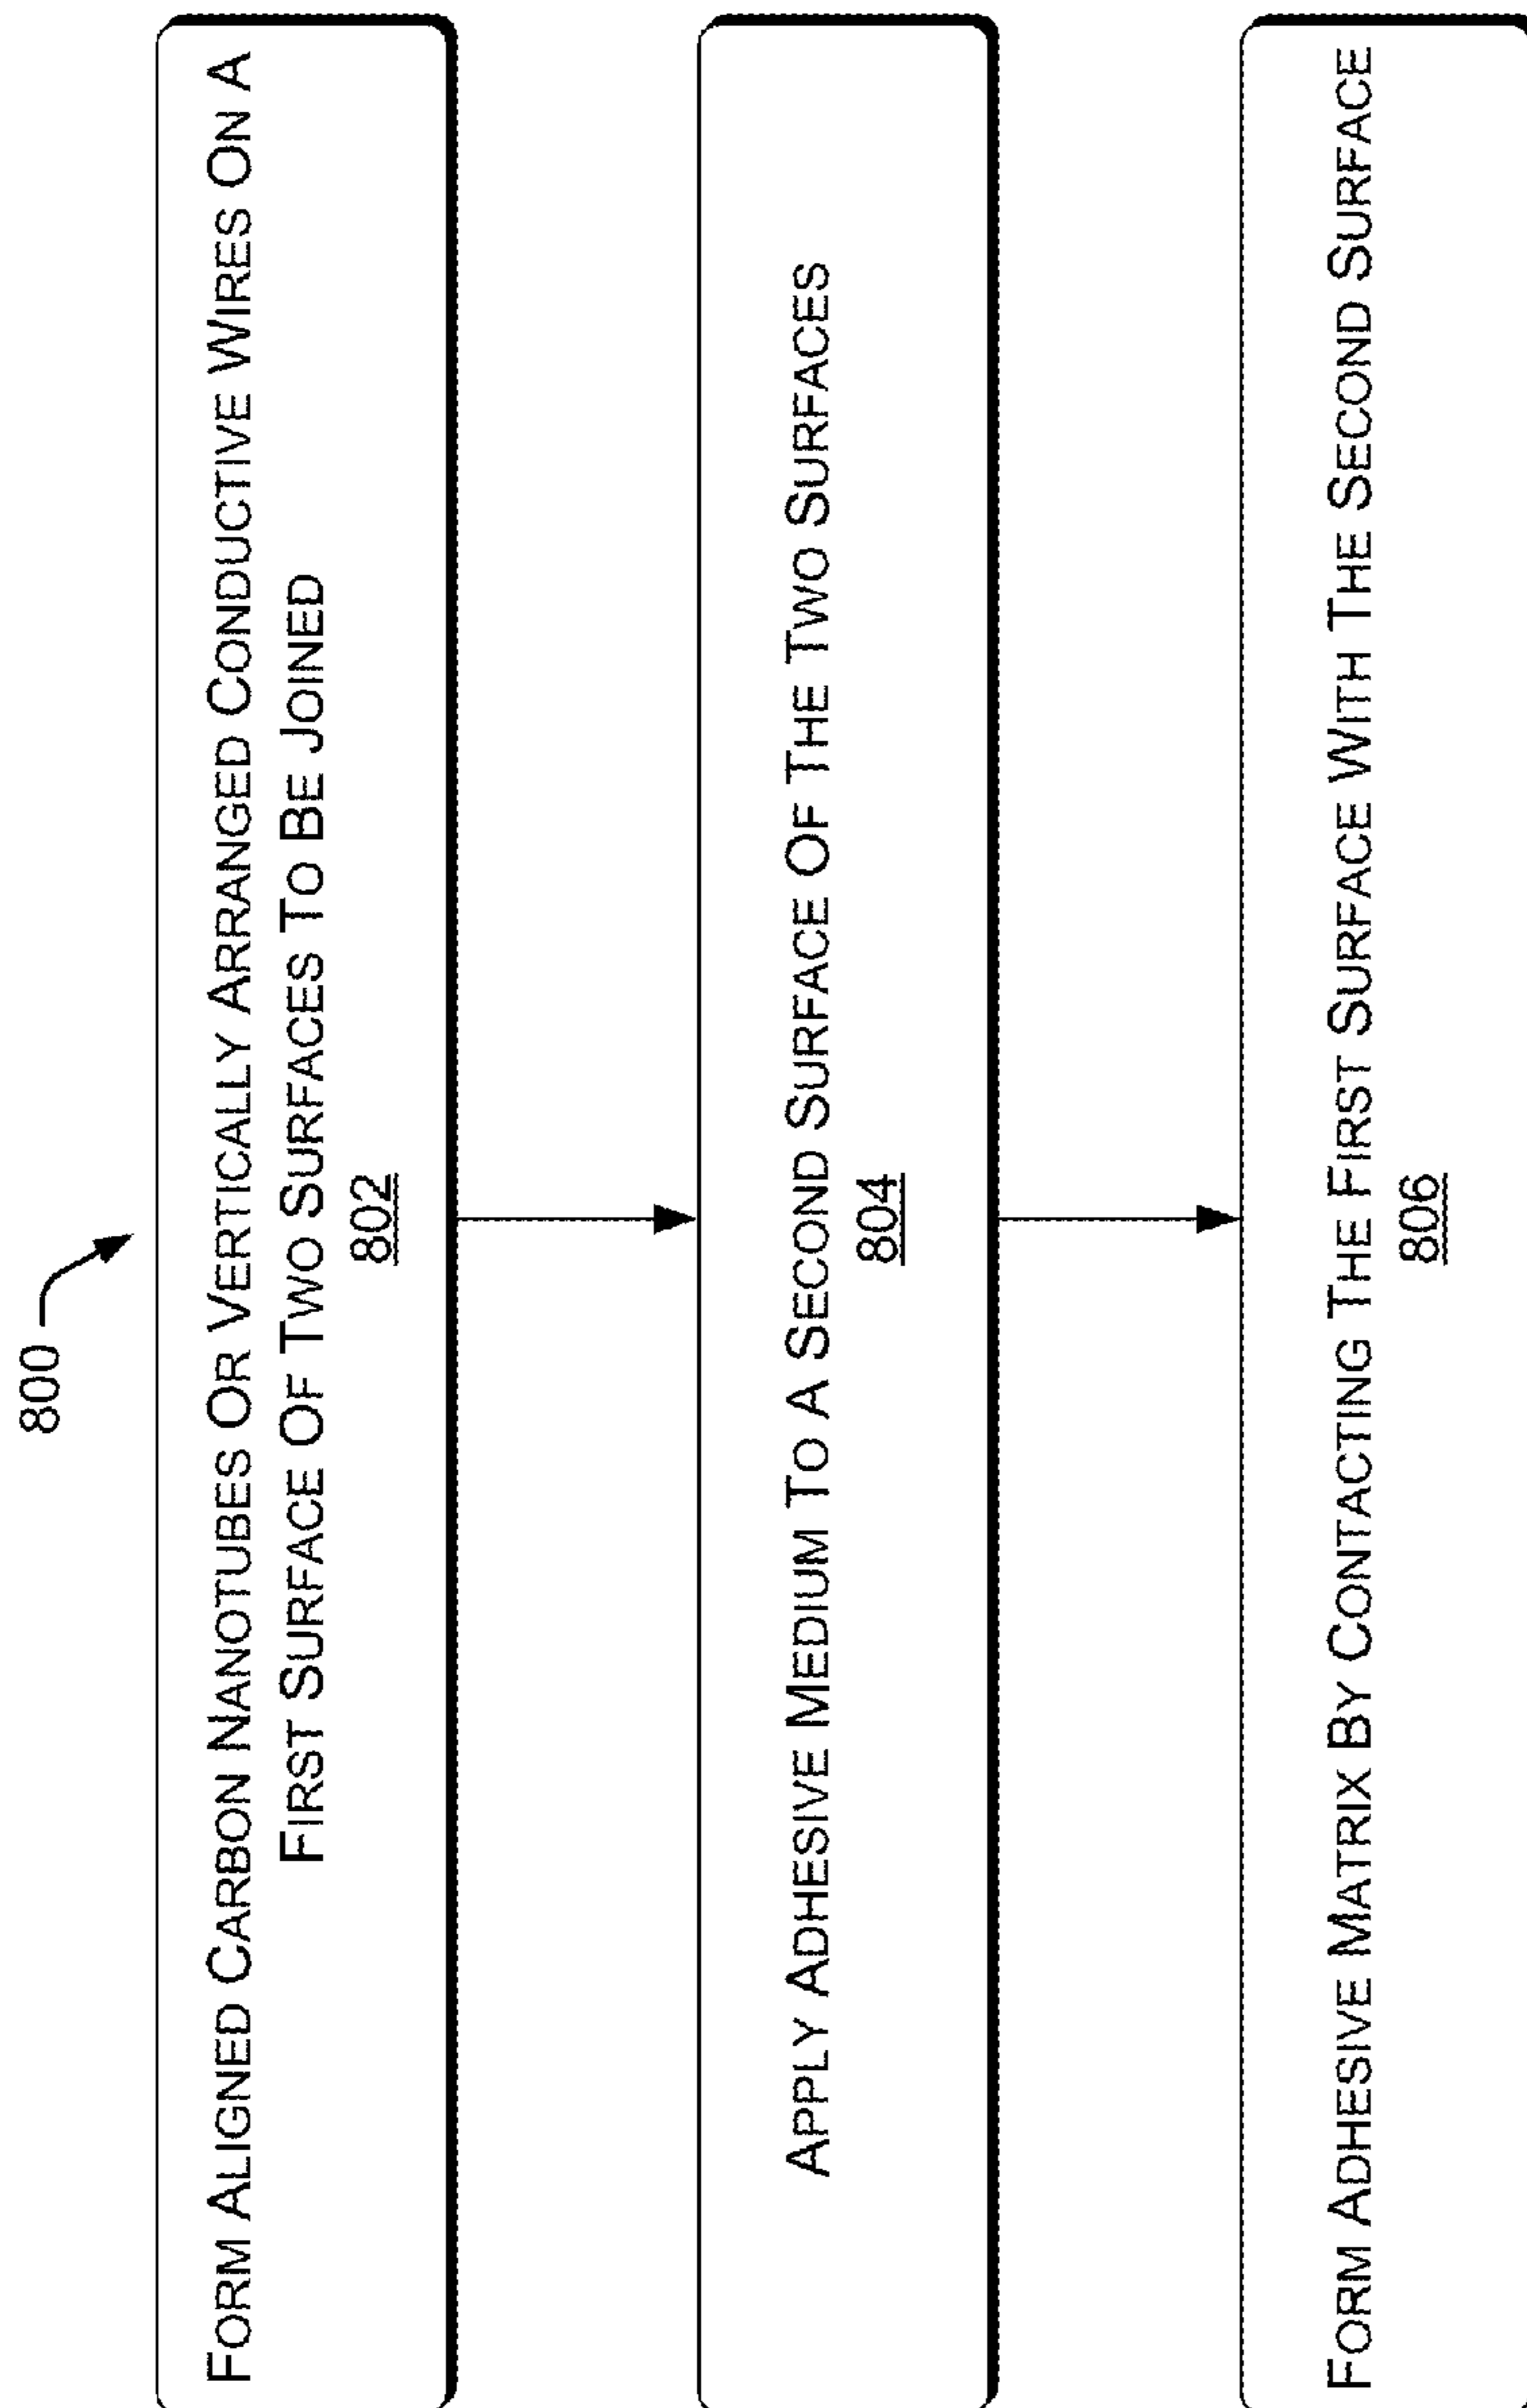 800
FORM ALIGNED CARBON NANOTUBES OR VERTICALLY ARRANGED CONDUCTIVE WIRES ON A
FIRST SURFACE OF TWO SURFACES TO BE JOINED
802
APPLY ADHESIVE MEDIUM TO A SECOND SURFACE OF THE TWO SURFACES
804
FORM ADHESIVE MATRIX BY CONTACTING THE FIRST SURFACE WITH THE SECOND SURFACE
806